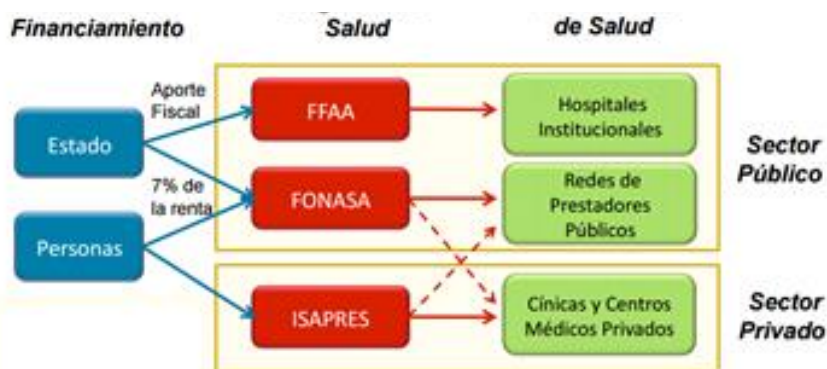 Financiamiento
Salud
de Salud
Aporte
Fiscal
FFAA
Hospitales
Institucionales
Estado
Sector
Público
7% de
la renta
FONASA
Redes de
Prestadores
Públicos
Personas
ISAPRES
Cínicas y Centros
Médicos Privados
Sector
Privado